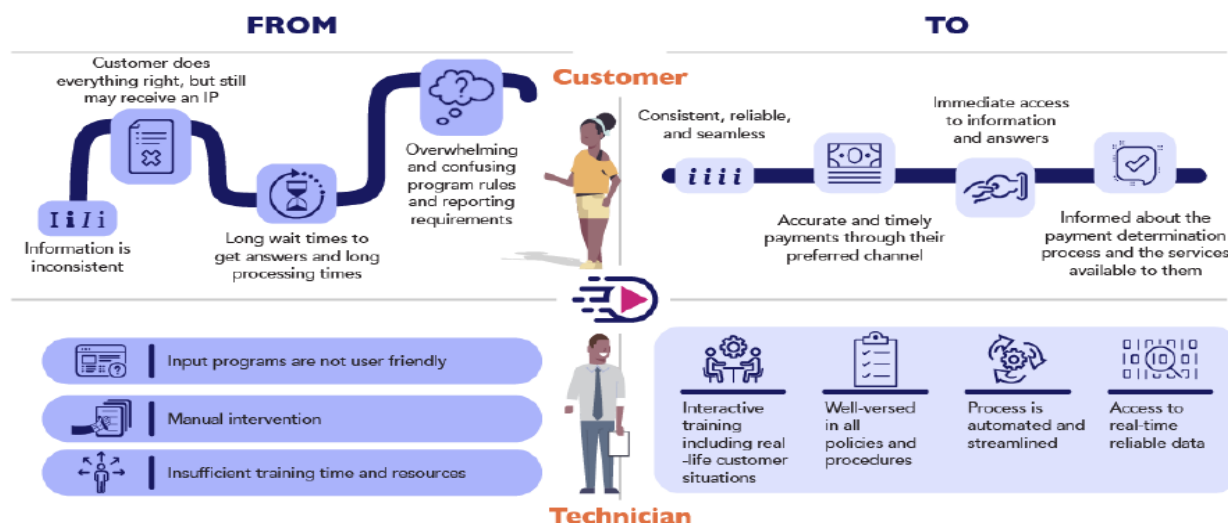 FROM
TO
Customer does
everything right, but still
may receive an IP
Information is
inconsistent
Long wait times to
get answers and long
processing times
Overwhelming
and confusing
program rules
and reporting
requirements
I i I i
Customer
Consistent, reliable,
and seamless
i i i i
Accurate and timely
payments through their
preferred channel
Immediate access
to information
and answers
Informed about the
payment determination
process and the services
available to them
Input programs are not user friendly
Manual intervention
Insufficient training time and resources
Interactive
training
including real
-life customer
situations
Well-versed
in all
policies and
procedures
Process is
automated and
streamlined
Access to
real-time
reliable data
Technician